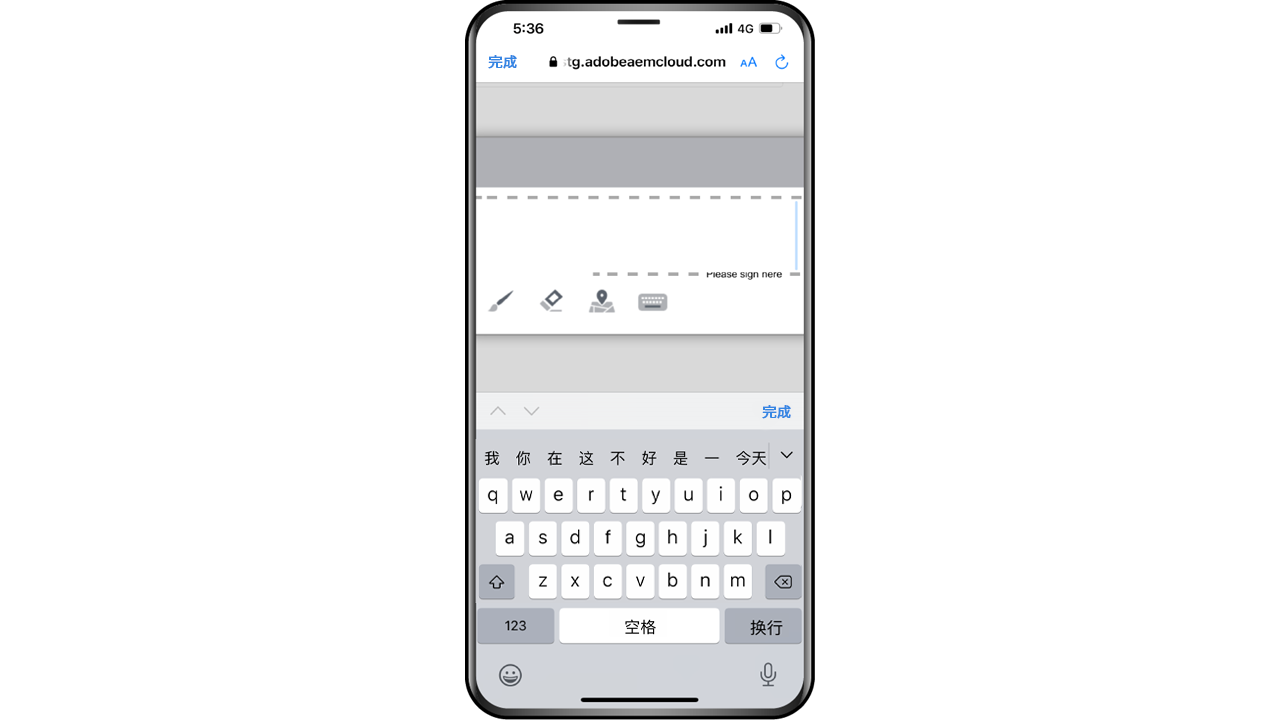 5:36 4G
完成 tg.adobeaemcloud.com AA
Please sign here
完成
我 你 在 这 不 好 是 一 今天
q w e r t y u i o p
a s d f g h j k l
z x c v b n m
123 空格 换行